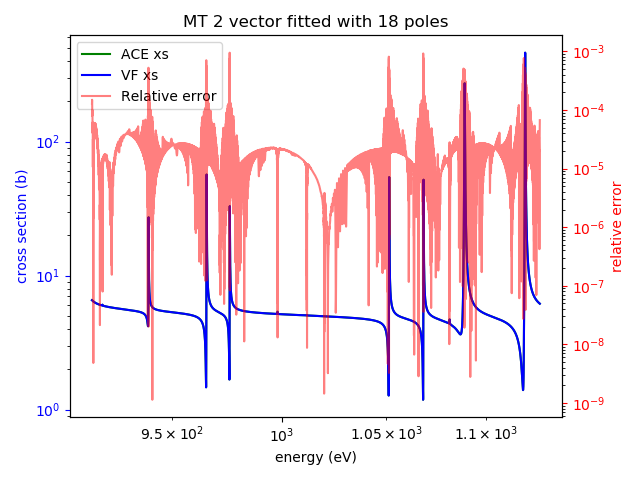 MT 2 vector fitted with 18 poles
ACE xs
VF xs
Relative error
cross section (b)
10²
10¹
10⁰
relative error
10⁻³
10⁻⁴
10⁻⁵
10⁻⁶
10⁻⁷
10⁻⁸
10⁻⁹
9.5 × 10²
10³
1.05 × 10³
1.1 × 10³
energy (eV)